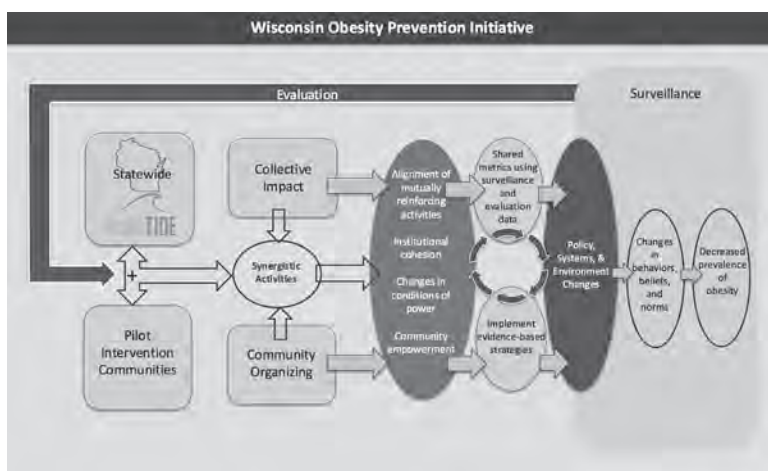 Wisconsin Obesity Prevention Initiative
Evaluation
Surveillance
Statewide
TIDE
+
Pilot
Intervention
Communities
Collective
Impact
Synergistic
Activities
Community
Organizing
Alignment of
mutually
reinforcing
activities
Institutional
cohesion
Changes in
conditions of
power
Community
empowerment
Shared
metrics using
surveillance
and
evaluation
data
Implement
evidence-based
strategies
Policy,
Systems, &
Environment
Changes
Changes
in
behaviors,
beliefs,
and
norms
Decreased
prevalence
of
obesity